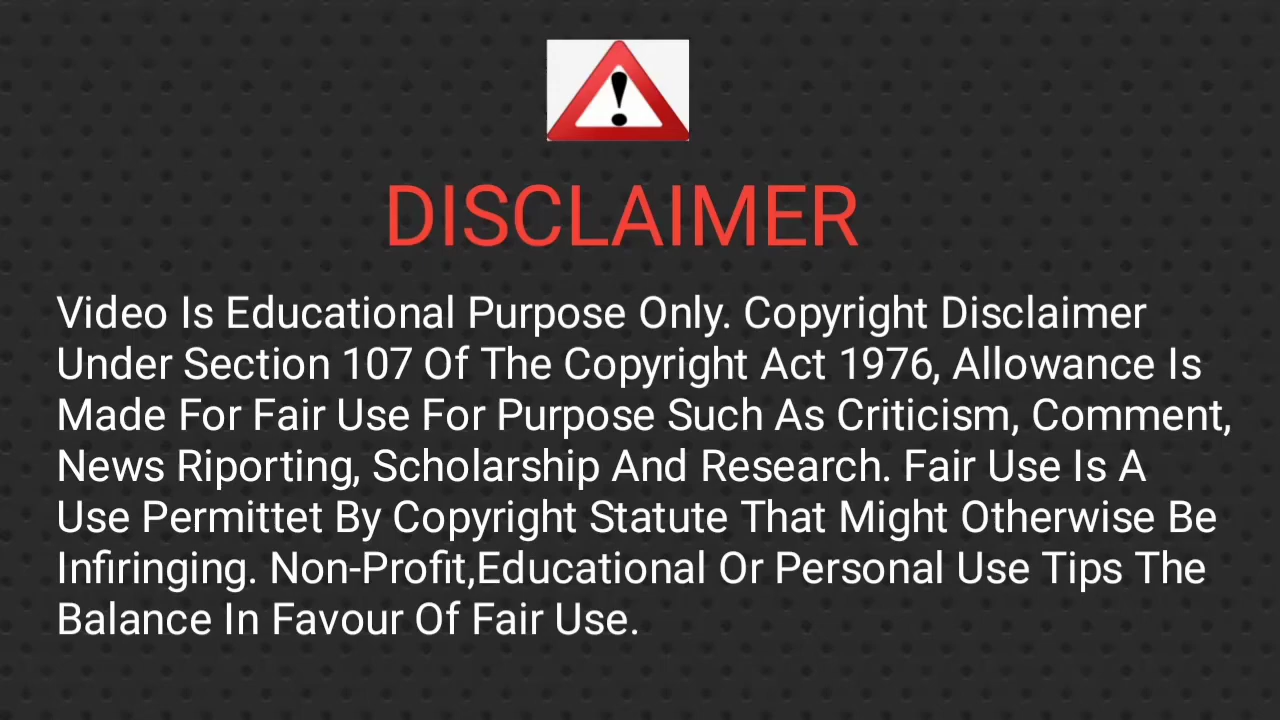 DISCLAIMER
Video Is Educational Purpose Only. Copyright Disclaimer
Under Section 107 Of The Copyright Act 1976, Allowance Is
Made For Fair Use For Purpose Such As Criticism, Comment,
News Riporting, Scholarship And Research. Fair Use Is A
Use Permittet By Copyright Statute That Might Otherwise Be
Infiringing. Non-Profit,Educational Or Personal Use Tips The
Balance In Favour Of Fair Use.